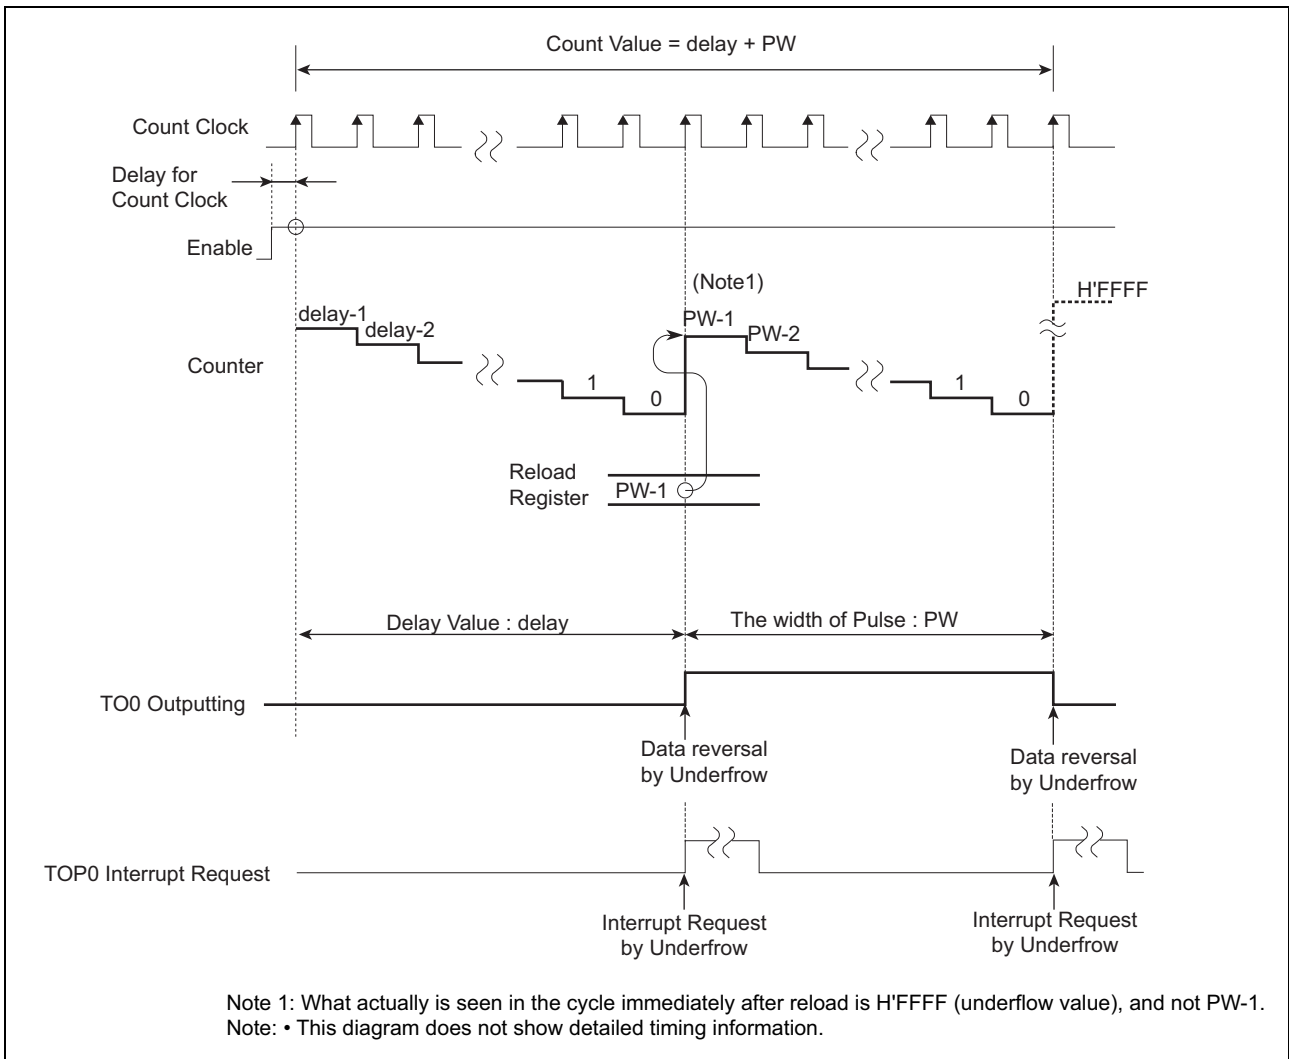 Count Value = delay + PW
Count Clock
Delay for
Count Clock
Enable
(Note1)
H'FFFF
delay-1
PW-1
delay-2
PW-2
Counter
1
0
1
0
Reload
Register
PW-1
Delay Value : delay
The width of Pulse : PW
TO0 Outputting
Data reversal
by Underfrow
Data reversal
by Underfrow
TOP0 Interrupt Request
Interrupt Request
by Underfrow
Interrupt Request
by Underfrow
Note 1: What actually is seen in the cycle immediately after reload is H'FFFF (underflow value), and not PW-1.
Note: • This diagram does not show detailed timing information.